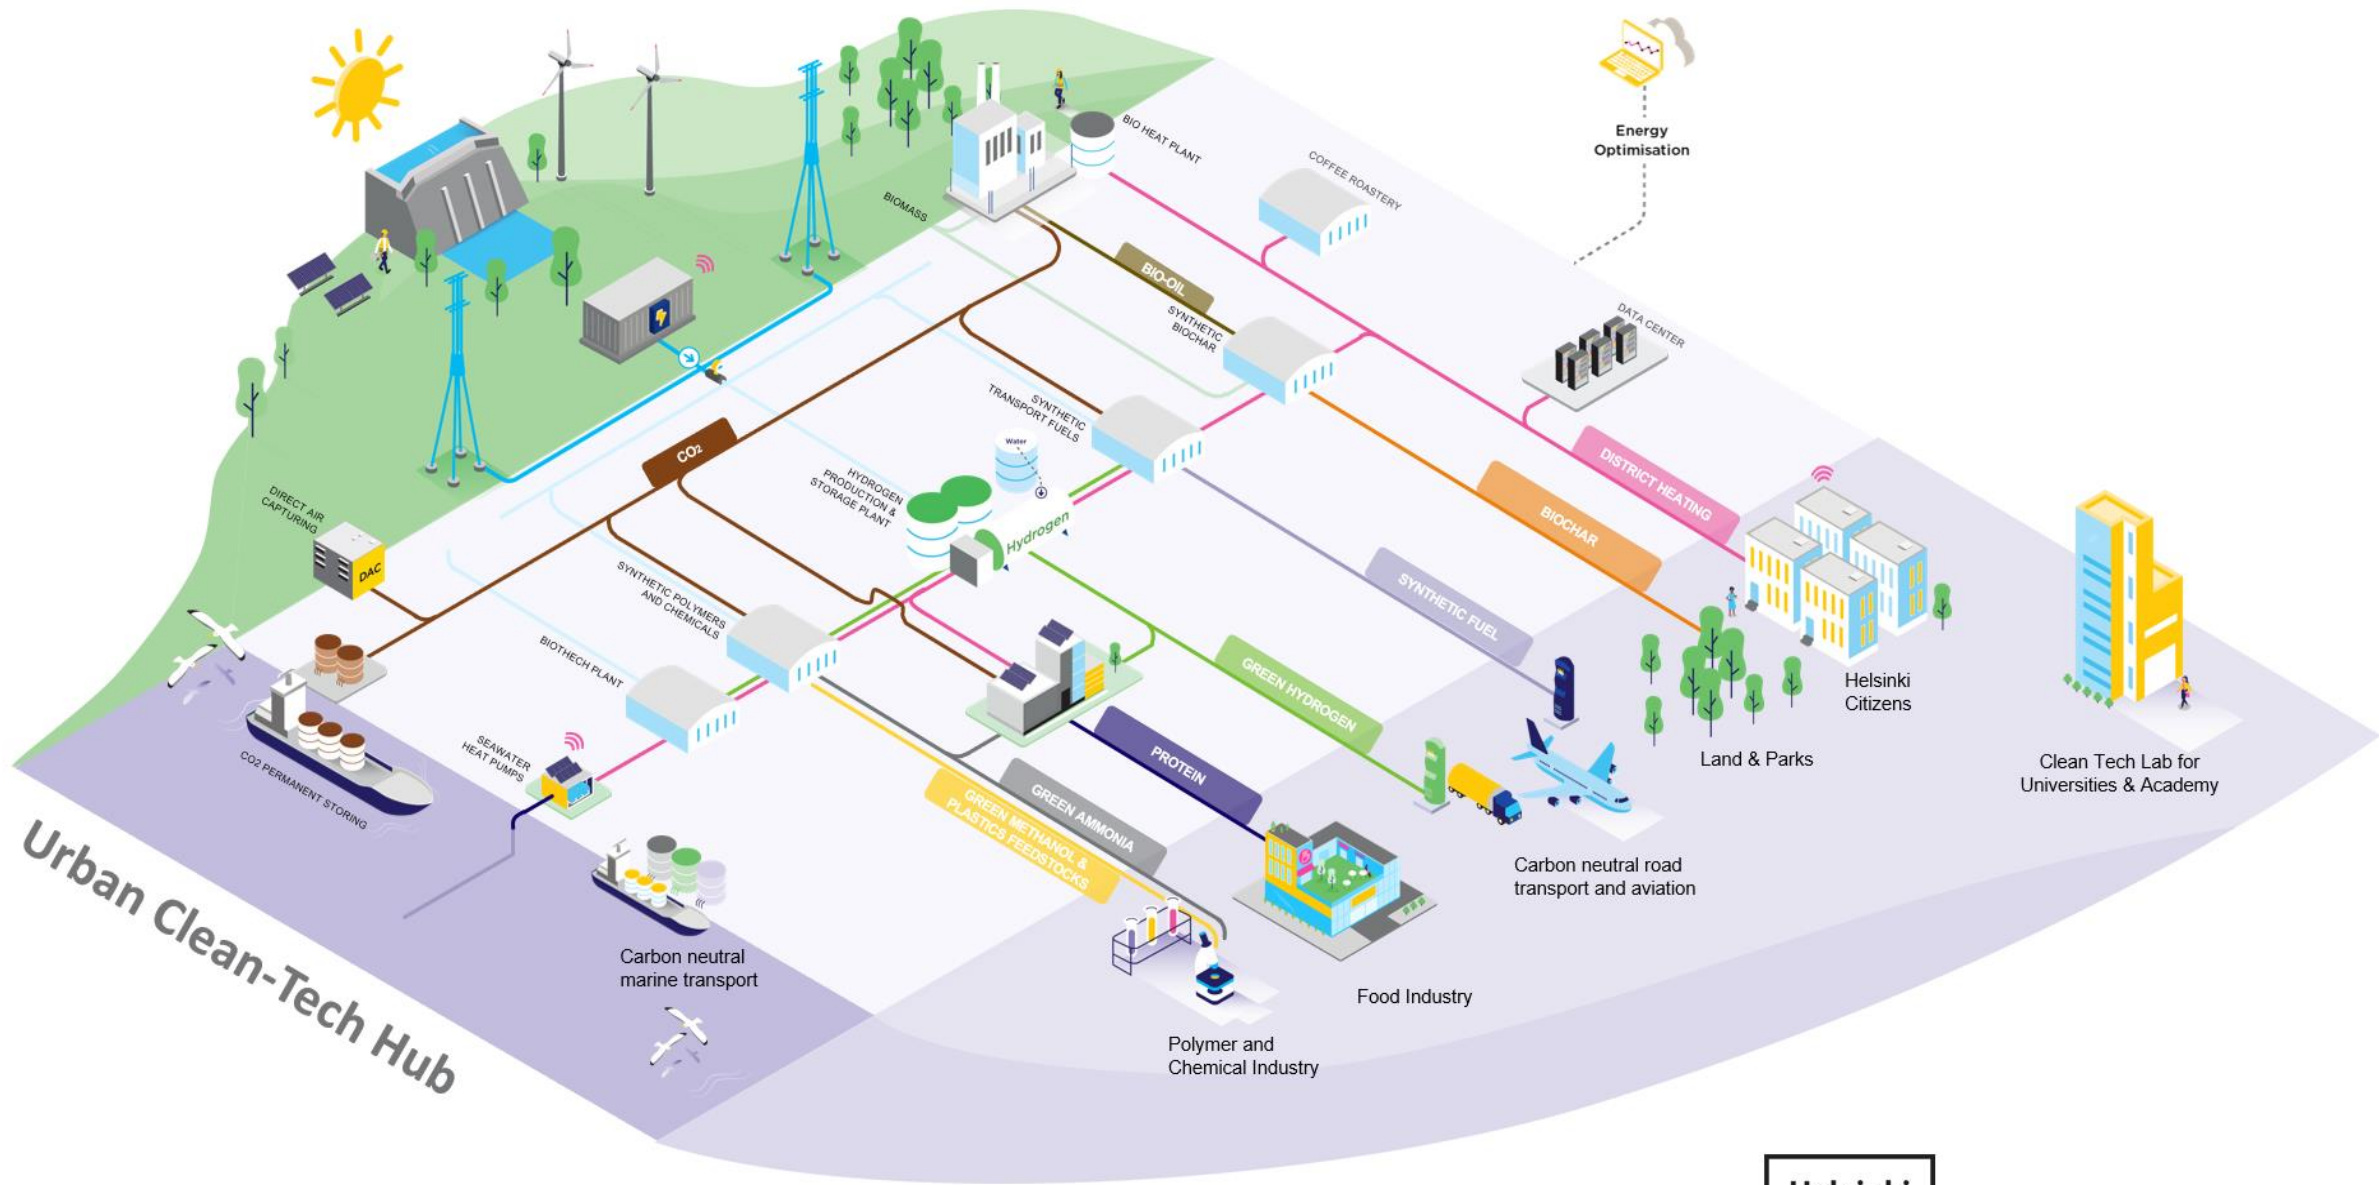 Energy
Optimisation
BIO HEAT PLANT
COFFEE ROASTERY
BIOMASS
BIO-OIL
SYNTHETIC
BIOCHAR
DATA CENTER
SYNTHETIC
TRANSPORT FUELS
Water
CO₂
HYDROGEN
PRODUCTION &
STORAGE PLANT
Hydrogen
DISTRICT HEATING
BIOCHAR
SYNTHETIC FUEL
DIRECT AIR
CAPTURING
DAC
SYNTHETIC POLYMERS
AND CHEMICALS
BIOTHECH PLANT
GREEN HYDROGEN
PROTEIN
GREEN AMMONIA
GREEN METHANOL &
PLASTICS FEEDSTOCKS
SEAWATER
HEAT PUMPS
CO2 PERMANENT STORING
Helsinki
Citizens
Land & Parks
Clean Tech Lab for
Universities & Academy
Carbon neutral road
transport and aviation
Carbon neutral
marine transport
Food Industry
Polymer and
Chemical Industry
Urban Clean-Tech Hub
Helsinki